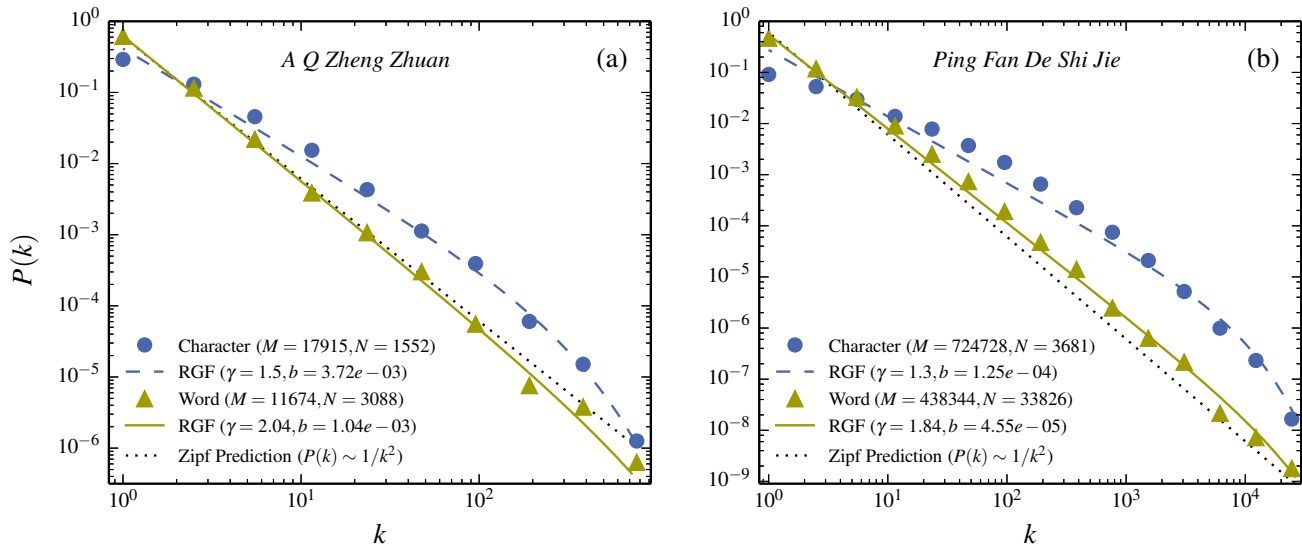 A Q Zheng Zhuan (a)
P(k)
10^0
10^-1
10^-2
10^-3
10^-4
10^-5
10^-6
Character (M = 17915, N = 1552)
RGF (γ = 1.5, b = 3.72e − 03)
Word (M = 11674, N = 3088)
RGF (γ = 2.04, b = 1.04e − 03)
Zipf Prediction (P(k) ∼ 1/k^2)
10^0 10^1 10^2
k
Ping Fan De Shi Jie (b)
10^0
10^-1
10^-2
10^-3
10^-4
10^-5
10^-6
10^-7
10^-8
10^-9
Character (M = 724728, N = 3681)
RGF (γ = 1.3, b = 1.25e − 04)
Word (M = 438344, N = 33826)
RGF (γ = 1.84, b = 4.55e − 05)
Zipf Prediction (P(k) ∼ 1/k^2)
10^0 10^1 10^2 10^3 10^4
k